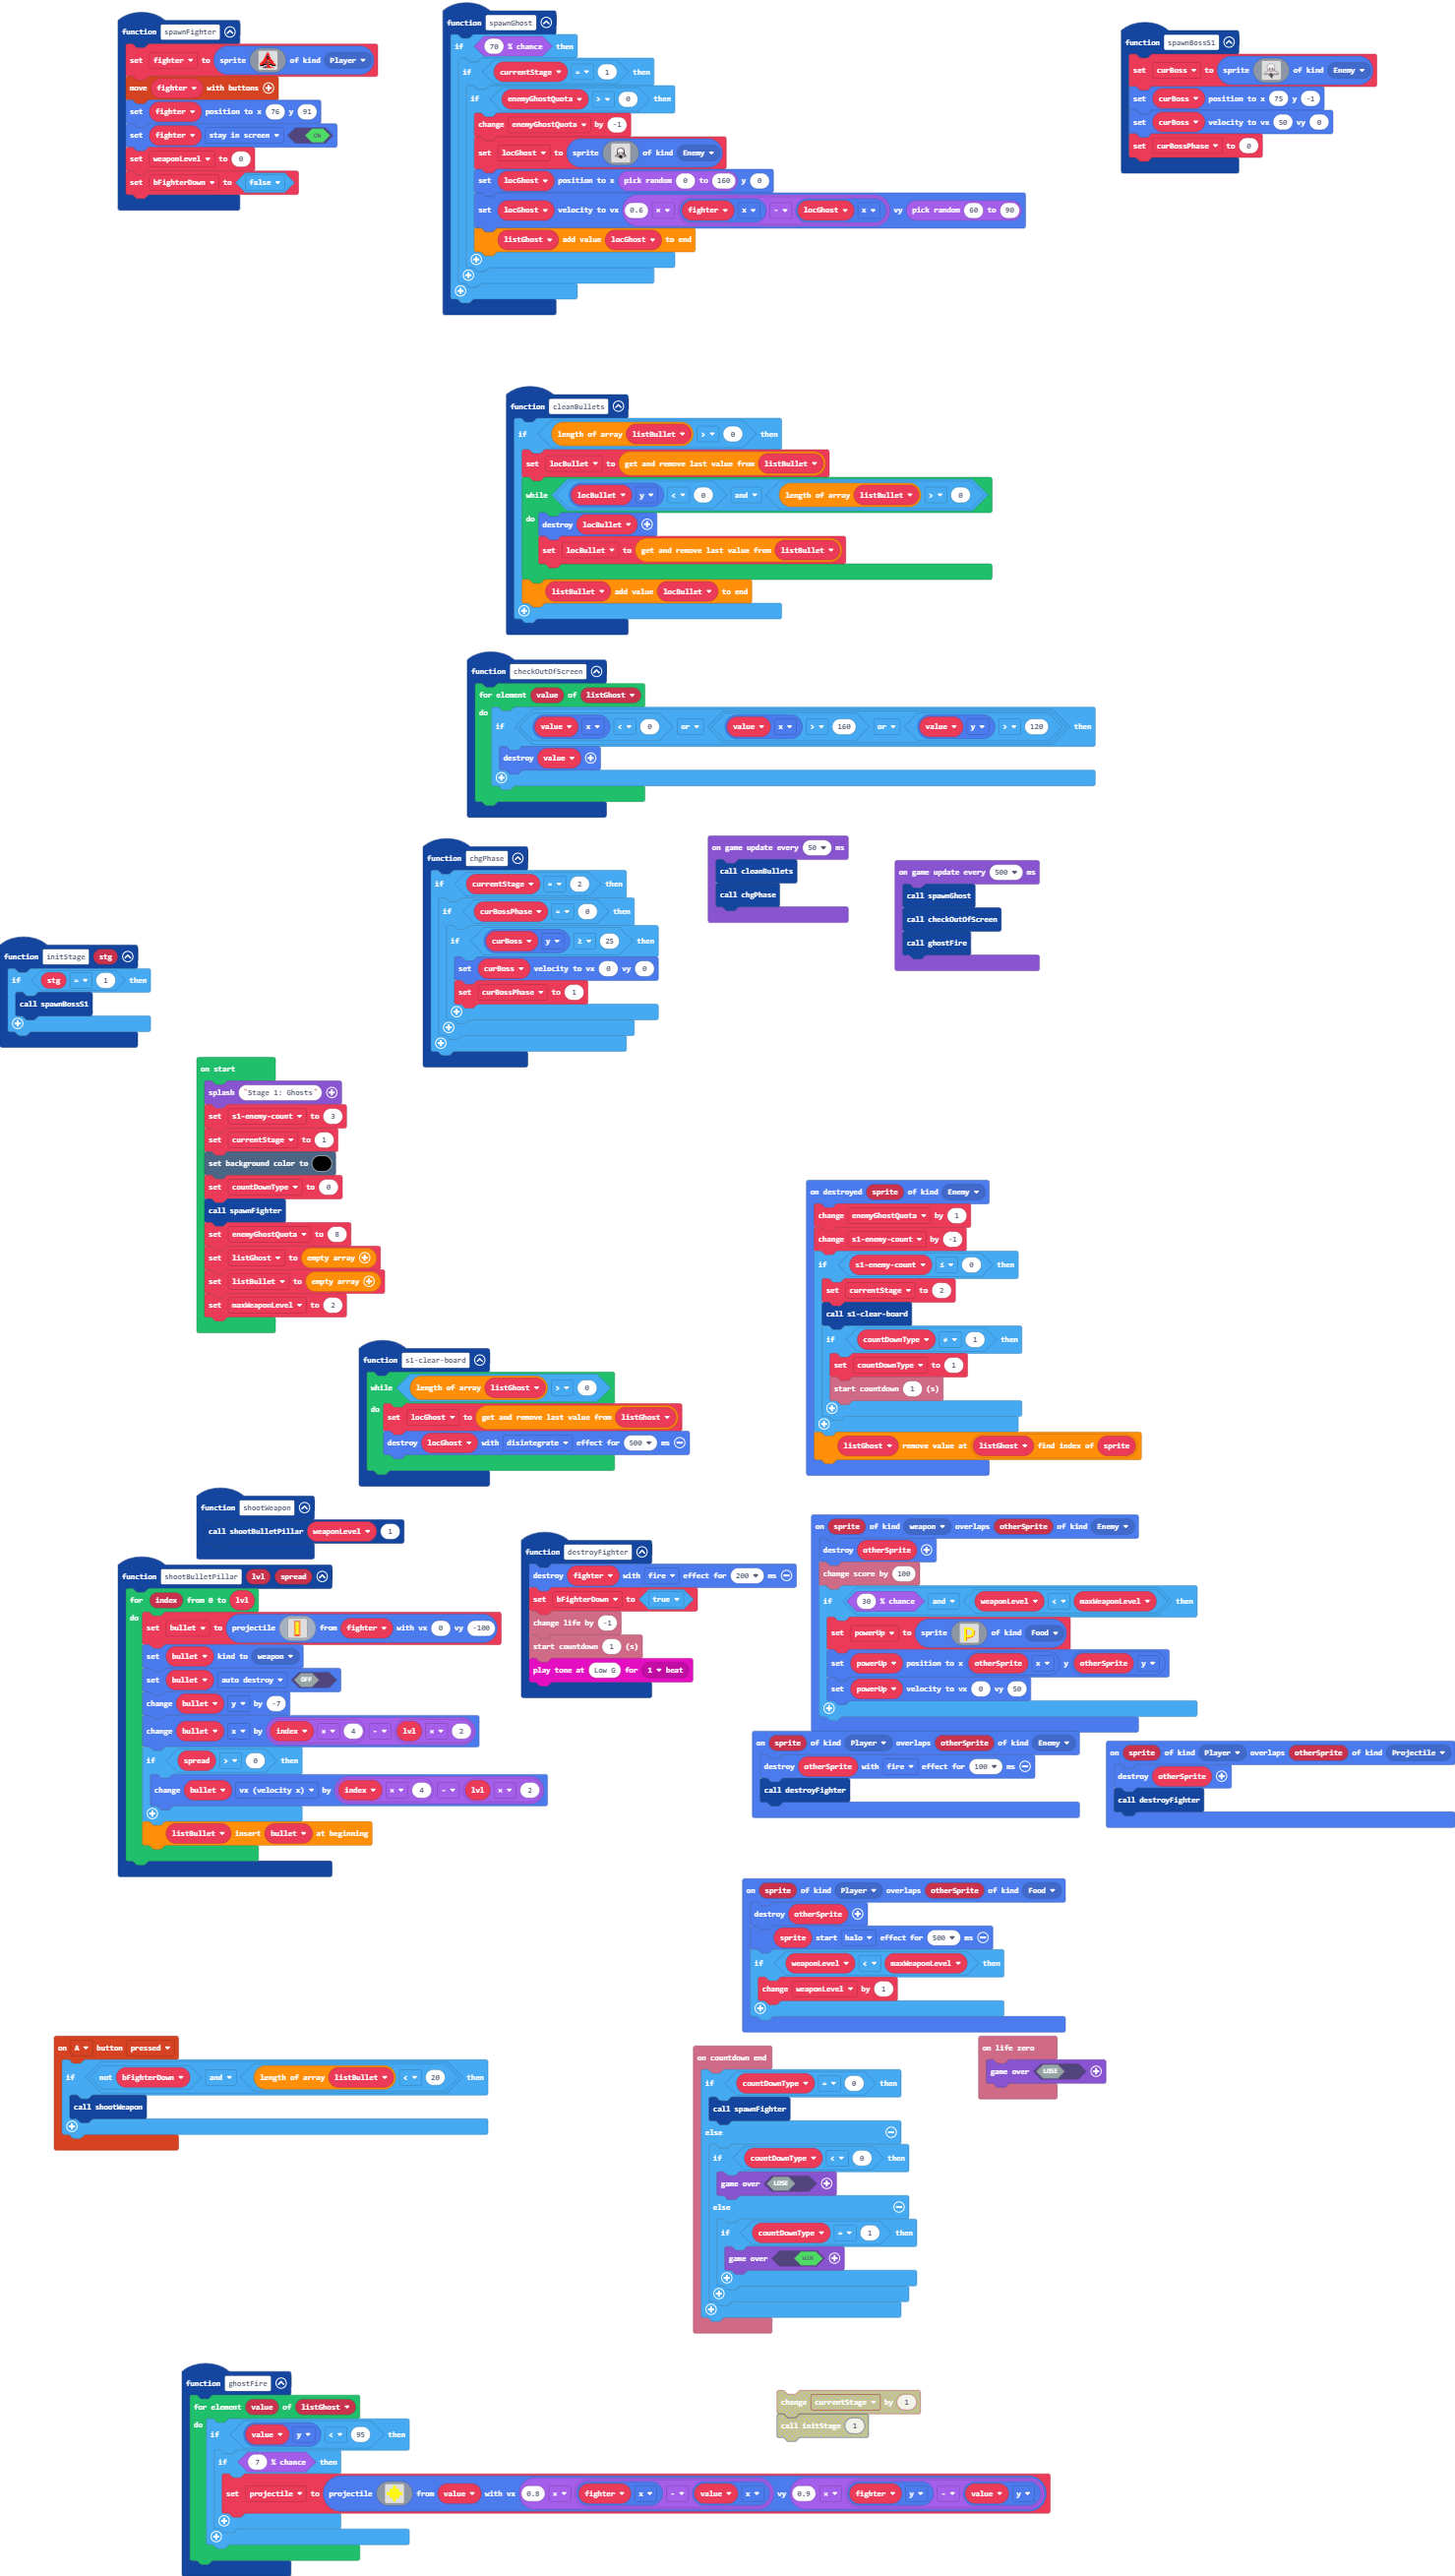 function spawnFighter
set fighter to sprite of kind Player
move fighter with buttons
set fighter position to x 76 y 91
set fighter stay in screen ON
set weaponLevel to 0
set bFighterDown to false
function spawnGhost
if 70 % chance then
if currentStage = 1 then
if enemyGhostQuota > 0 then
change enemyGhostQuota by -1
set locGhost to sprite of kind Enemy
set locGhost position to x pick random 0 to 160 y 0
set locGhost velocity to vx 0.6 × fighter x - locGhost x vy pick random 60 to 90
listGhost add value locGhost to end
function spawnBossS1
set curBoss to sprite of kind Enemy
set curBoss position to x 75 y -1
set curBoss velocity to vx 50 vy 0
set curBossPhase to 0
function cleanBullets
if length of array listBullet > 0 then
set locBullet to get and remove last value from listBullet
while locBullet y < 0 and length of array listBullet > 0
do
destroy locBullet
set locBullet to get and remove last value from listBullet
listBullet add value locBullet to end
function checkOutOfScreen
for element value of listGhost
do
if value x < 0 or value x > 160 or value y > 120 then
destroy value
function chgPhase
if currentStage = 2 then
if curBossPhase = 0 then
if curBoss y ≥ 25 then
set curBoss velocity to vx 0 vy 0
set curBossPhase to 1
on game update every 50 ms
call cleanBullets
call chgPhase
on game update every 500 ms
call spawnGhost
call checkOutOfScreen
call ghostFire
function initStage stg
if stg = 1 then
call spawnBossS1
on start
splash "Stage 1: Ghosts"
set s1-enemy-count to 3
set currentStage to 1
set background color to
set countDownType to 0
call spawnFighter
set enemyGhostQuota to 8
set listGhost to empty array
set listBullet to empty array
set maxWeaponLevel to 2
on destroyed sprite of kind Enemy
change enemyGhostQuota by 1
change s1-enemy-count by -1
if s1-enemy-count ≤ 0 then
set currentStage to 2
call s1-clear-board
if countDownType ≠ 1 then
set countDownType to 1
start countdown 1 (s)
listGhost remove value at listGhost find index of sprite
function s1-clear-board
while length of array listGhost > 0
do
set locGhost to get and remove last value from listGhost
destroy locGhost with disintegrate effect for 500 ms
function shootWeapon
call shootBulletPillar weaponLevel 1
function shootBulletPillar lvl spread
for index from 0 to lvl
do
set bullet to projectile from fighter with vx 0 vy -100
set bullet kind to weapon
set bullet auto destroy OFF
change bullet y by -7
change bullet x by index × 4 - lvl × 2
if spread > 0 then
change bullet vx (velocity x) by index × 4 - lvl × 2
listBullet insert bullet at beginning
function destroyFighter
destroy fighter with fire effect for 200 ms
set bFighterDown to true
change life by -1
start countdown 1 (s)
play tone at Low G for 1 beat
on sprite of kind weapon overlaps otherSprite of kind Enemy
destroy otherSprite
change score by 100
if 30 % chance and weaponLevel < maxWeaponLevel then
set powerUp to sprite of kind Food
set powerUp position to x otherSprite x y otherSprite y
set powerUp velocity to vx 0 vy 50
on sprite of kind Player overlaps otherSprite of kind Enemy
destroy otherSprite with fire effect for 100 ms
call destroyFighter
on sprite of kind Player overlaps otherSprite of kind Projectile
destroy otherSprite
call destroyFighter
on sprite of kind Player overlaps otherSprite of kind Food
destroy otherSprite
sprite start halo effect for 500 ms
if weaponLevel < maxWeaponLevel then
change weaponLevel by 1
on A button pressed
if not bFighterDown and length of array listBullet < 20 then
call shootWeapon
on countdown end
if countDownType = 0 then
call spawnFighter
else
if countDownType < 0 then
game over LOSE
else
if countDownType = 1 then
game over WIN
on life zero
game over LOSE
function ghostFire
for element value of listGhost
do
if value y < 95 then
if 7 % chance then
set projectile to projectile from value with vx 0.8 × fighter x - value x vy 0.9 × fighter y - value y
change currentStage by 1
call initStage 1